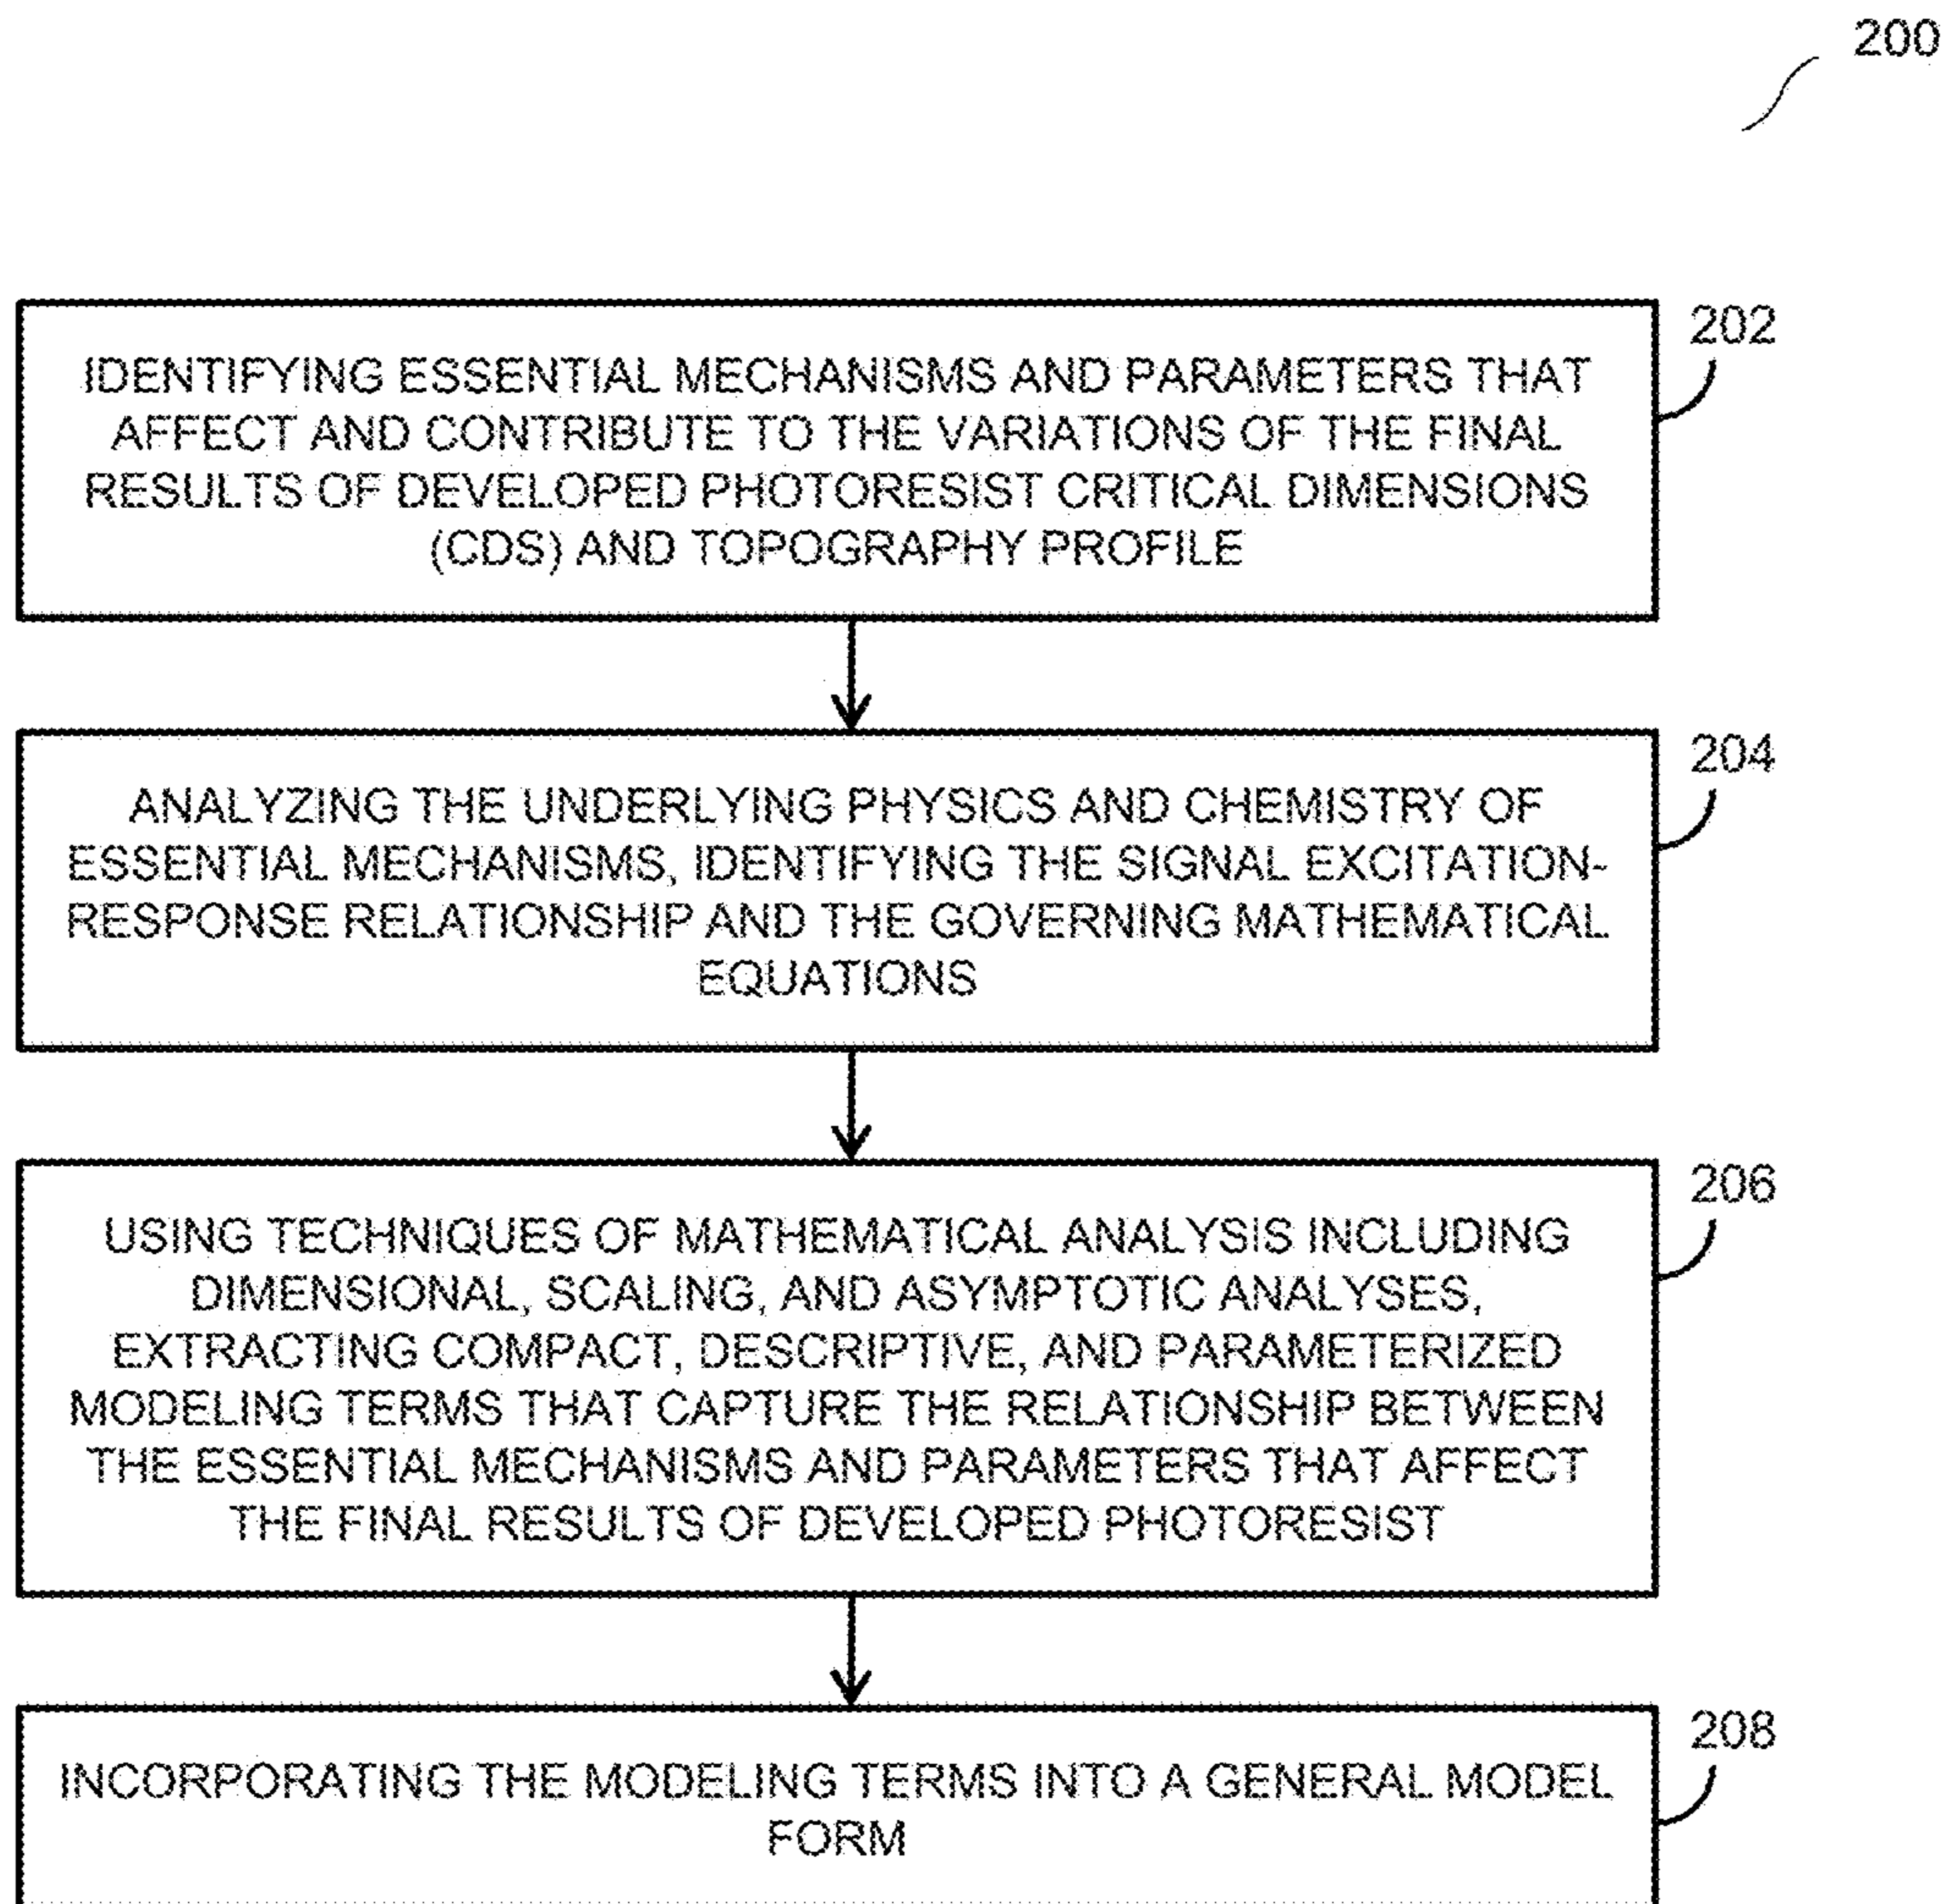 200
202
IDENTIFYING ESSENTIAL MECHANISMS AND PARAMETERS THAT
AFFECT AND CONTRIBUTE TO THE VARIATIONS OF THE FINAL
RESULTS OF DEVELOPED PHOTORESIST CRITICAL DIMENSIONS
(CDS) AND TOPOGRAPHY PROFILE
204
ANALYZING THE UNDERLYING PHYSICS AND CHEMISTRY OF
ESSENTIAL MECHANISMS, IDENTIFYING THE SIGNAL EXCITATION-
RESPONSE RELATIONSHIP AND THE GOVERNING MATHEMATICAL
EQUATIONS
206
USING TECHNIQUES OF MATHEMATICAL ANALYSIS INCLUDING
DIMENSIONAL, SCALING, AND ASYMPTOTIC ANALYSES,
EXTRACTING COMPACT, DESCRIPTIVE, AND PARAMETERIZED
MODELING TERMS THAT CAPTURE THE RELATIONSHIP BETWEEN
THE ESSENTIAL MECHANISMS AND PARAMETERS THAT AFFECT
THE FINAL RESULTS OF DEVELOPED PHOTORESIST
208
INCORPORATING THE MODELING TERMS INTO A GENERAL MODEL
FORM